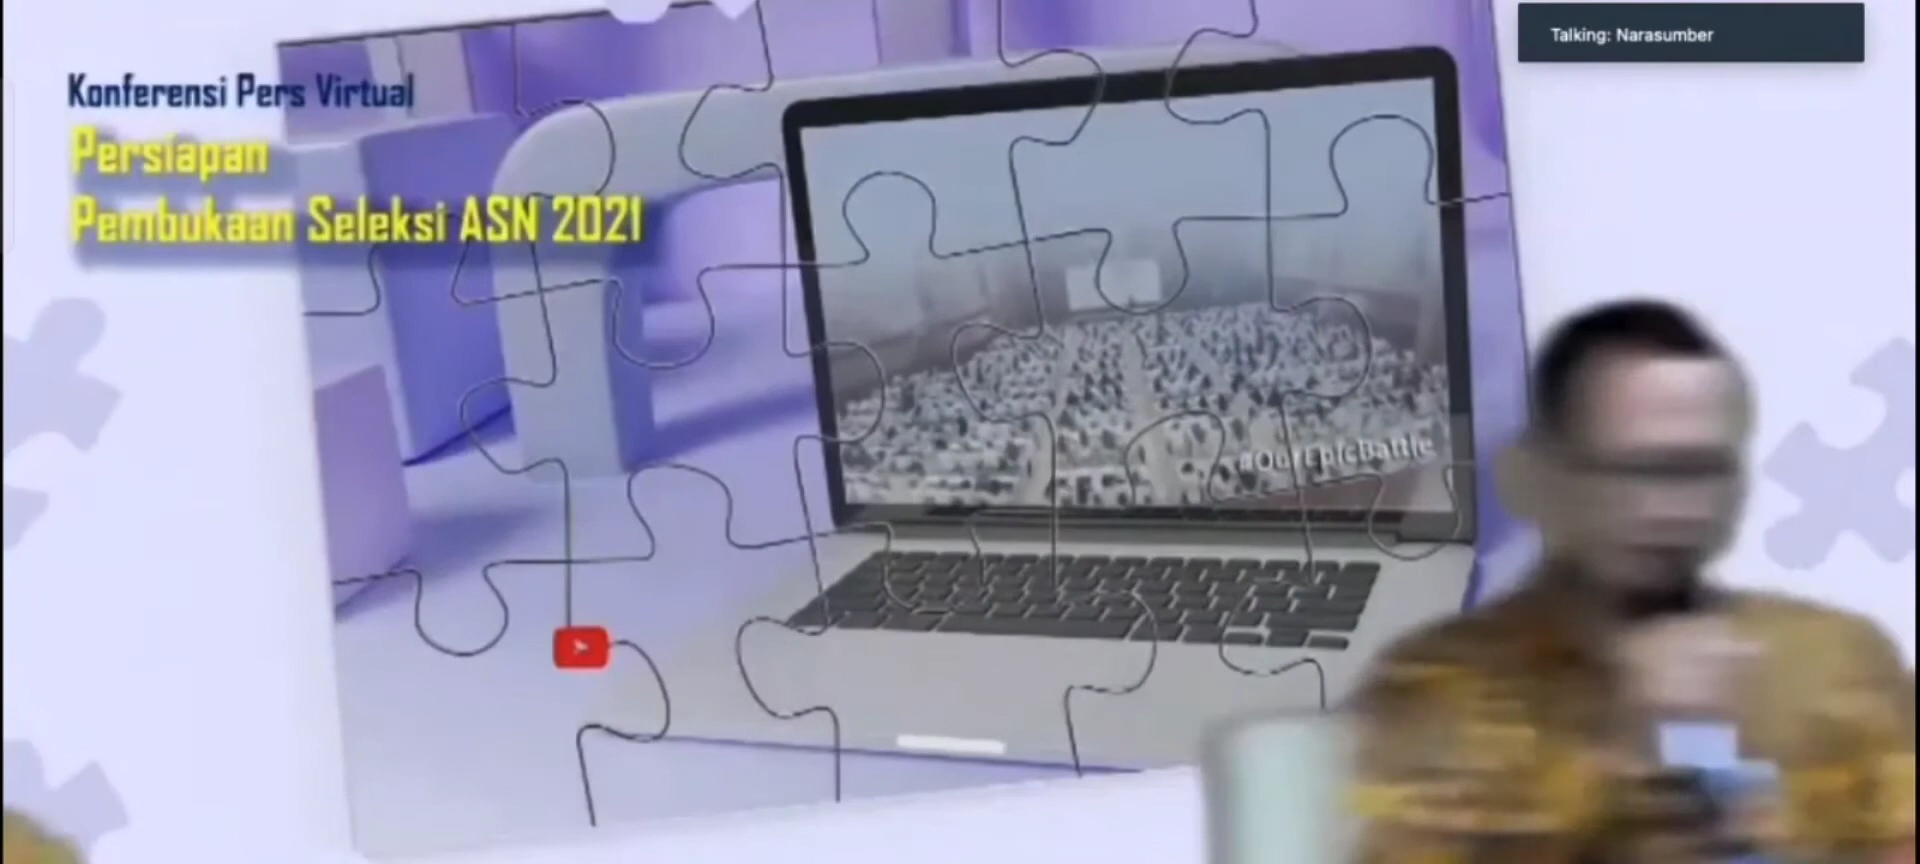 Konferensi Pers Virtual
Persiapan
Pembukaan Seleksi ASN 2021
Talking: Narasumber
#OurEpicBattle